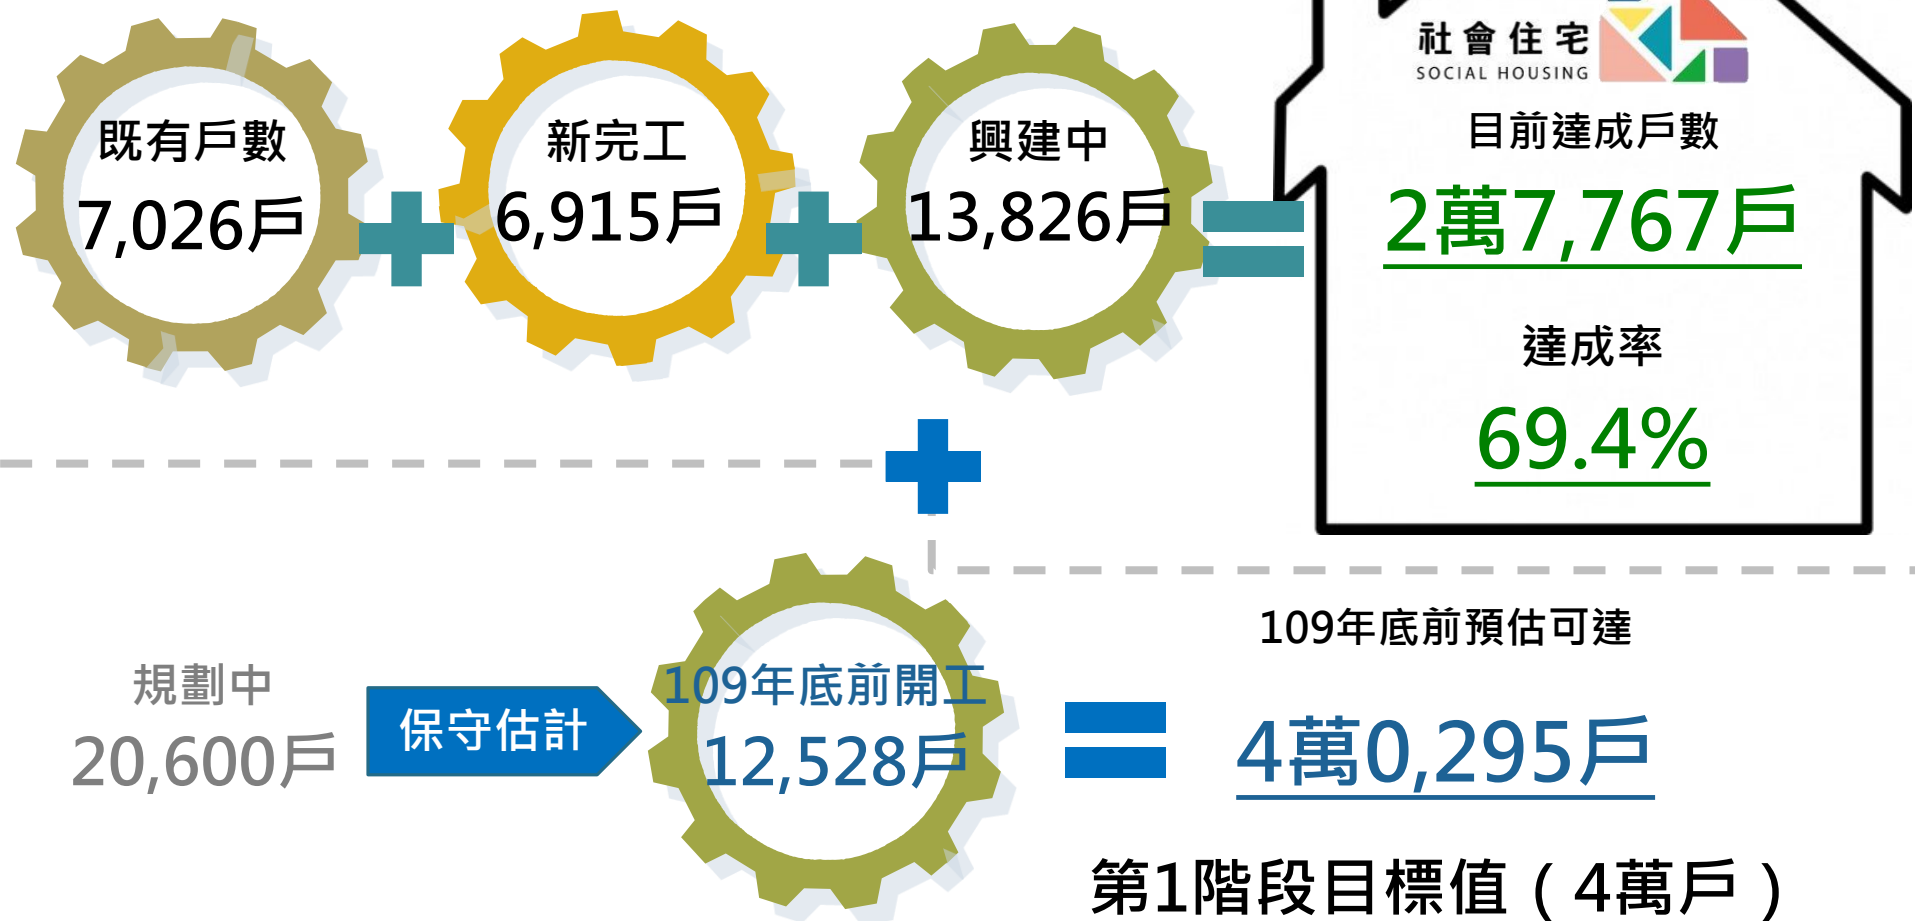 社會住宅
SOCIAL HOUSING
既有戶數
7,026戶
新完工
6,915戶
興建中
13,826戶
目前達成戶數
2萬7,767戶
達成率
69.4%
規劃中
20,600戶
保守估計
109年底前開工
12,528戶
109年底前預估可達
4萬0,295戶
第1階段目標值（4萬戶）